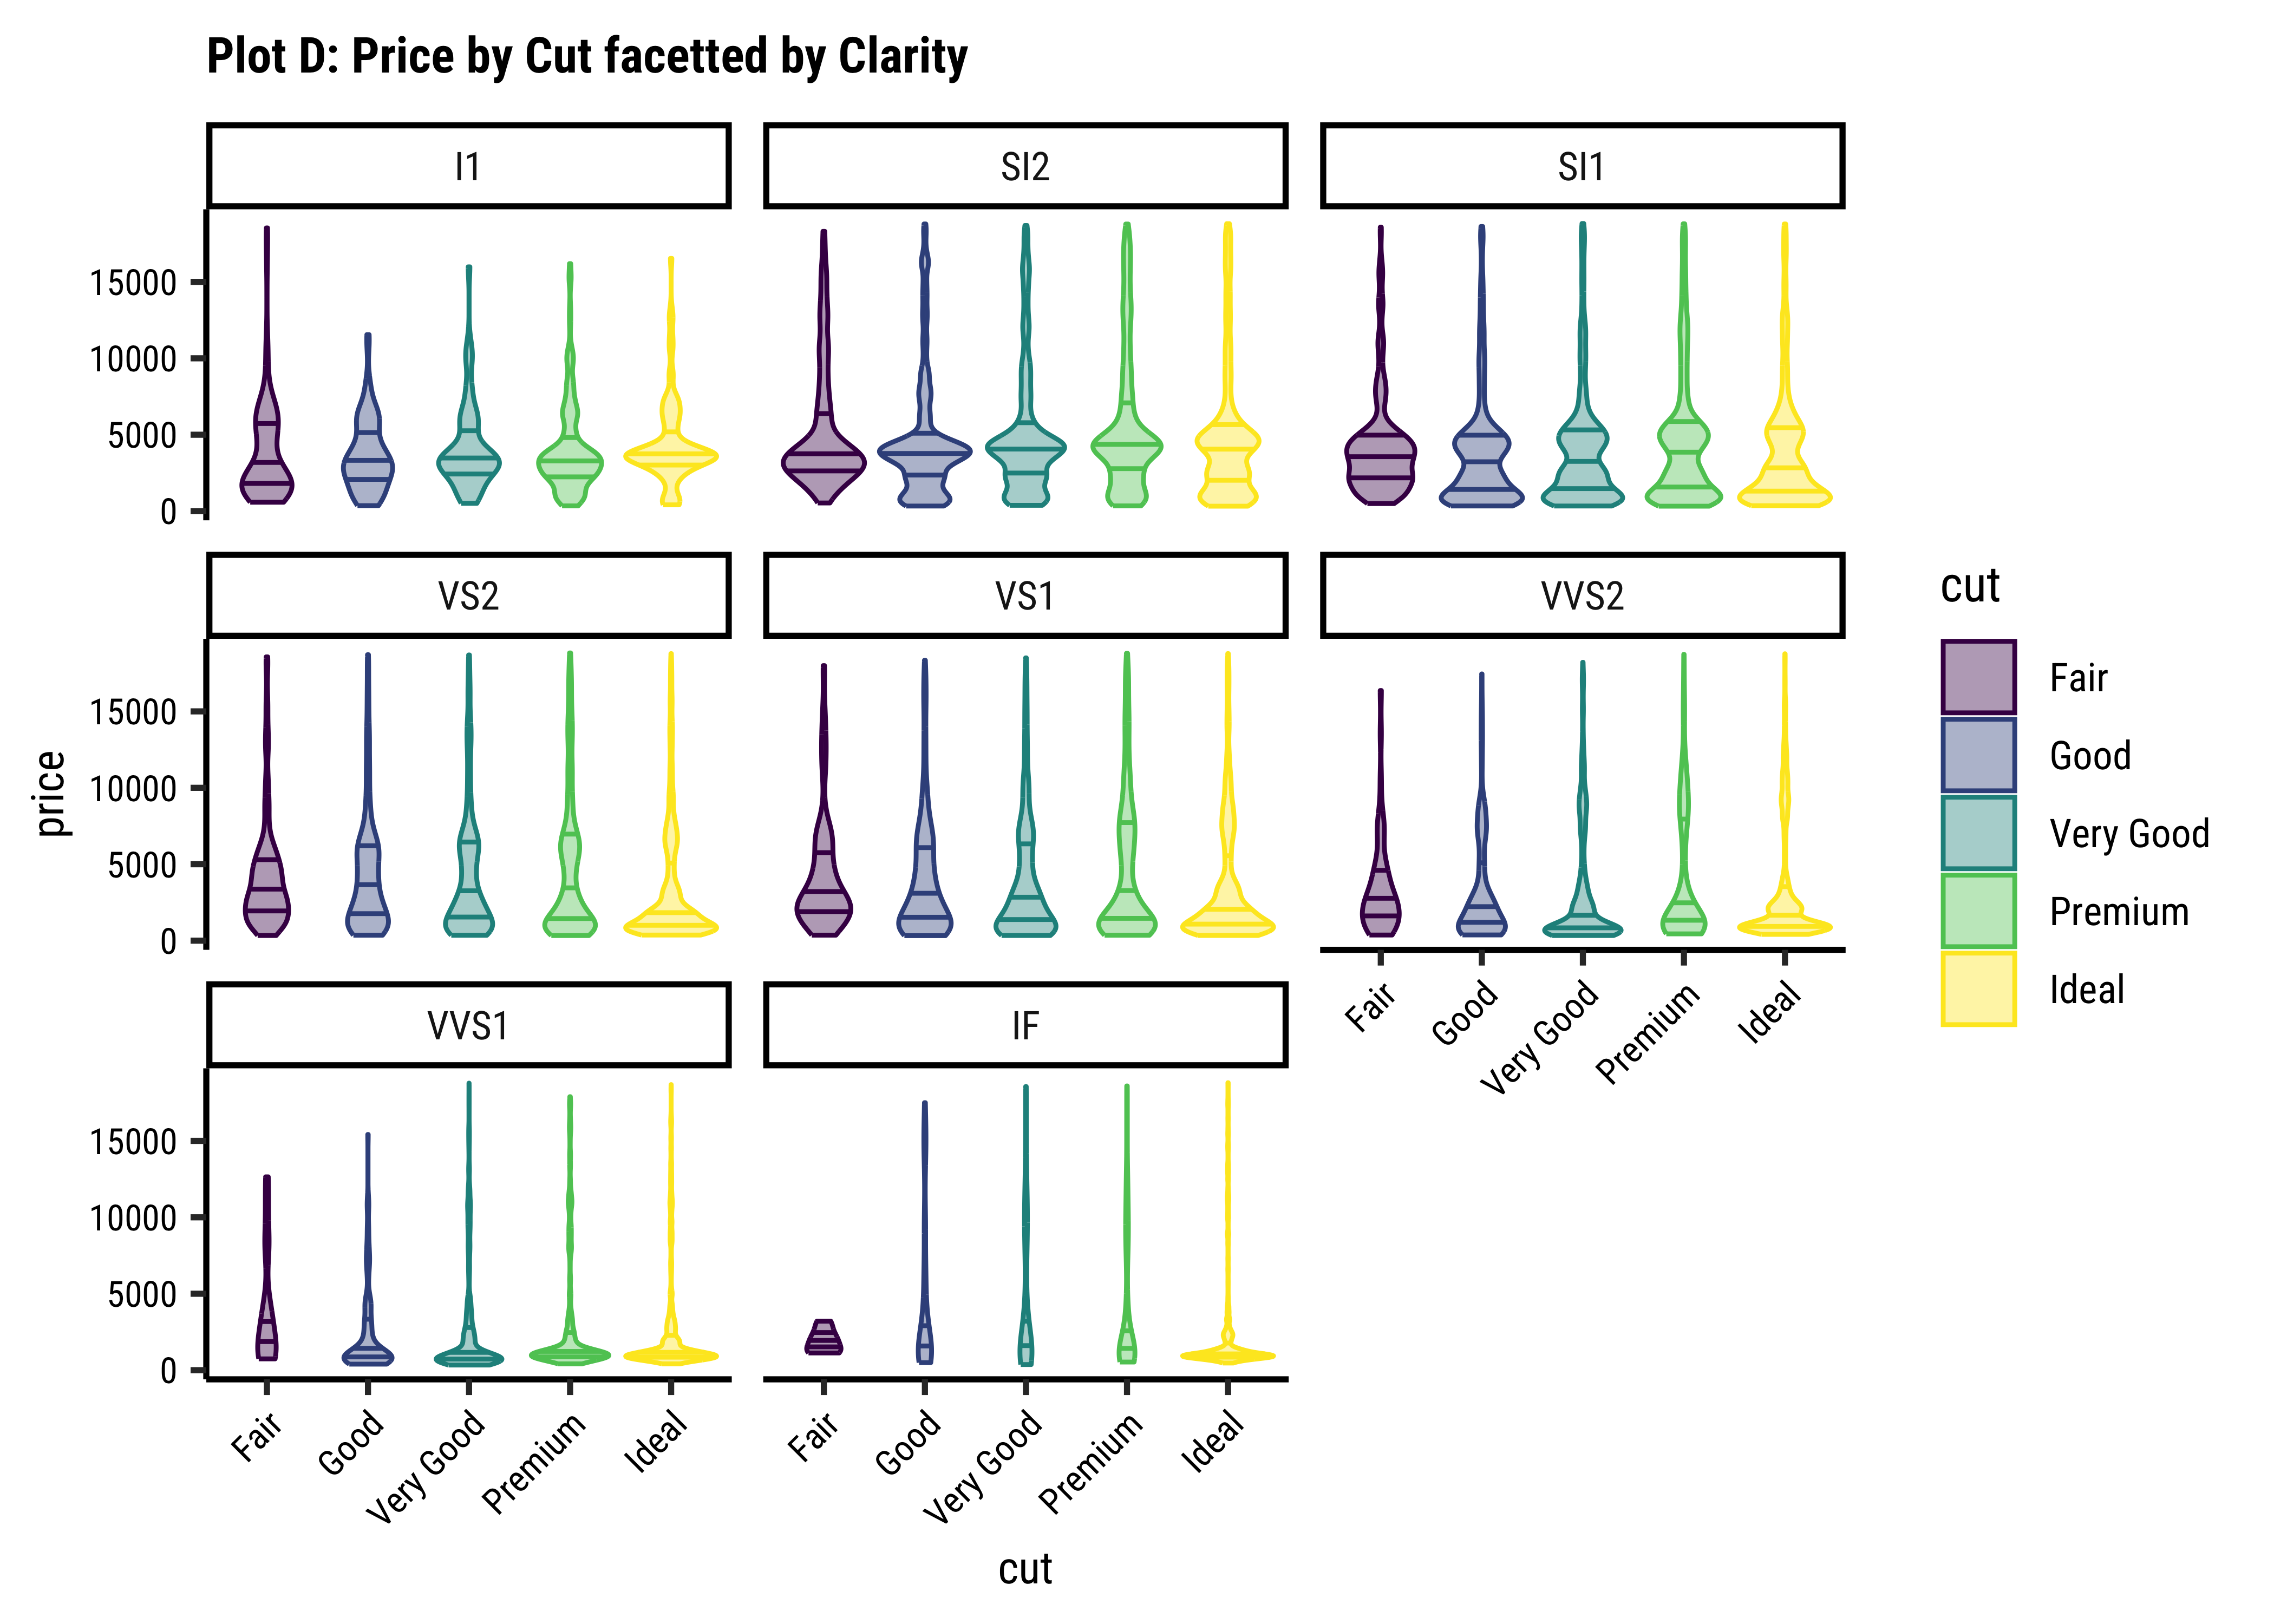 Plot D: Price by Cut facetted by Clarity
I1
SI2
SI1
15000
10000
5000
0
VS2
VS1
VVS2
15000
10000
5000
0
price
Fair
Good
Very Good
Premium
Ideal
VVS1
IF
15000
10000
5000
0
Fair
Good
Very Good
Premium
Ideal
Fair
Good
Very Good
Premium
Ideal
cut
cut
Fair
Good
Very Good
Premium
Ideal